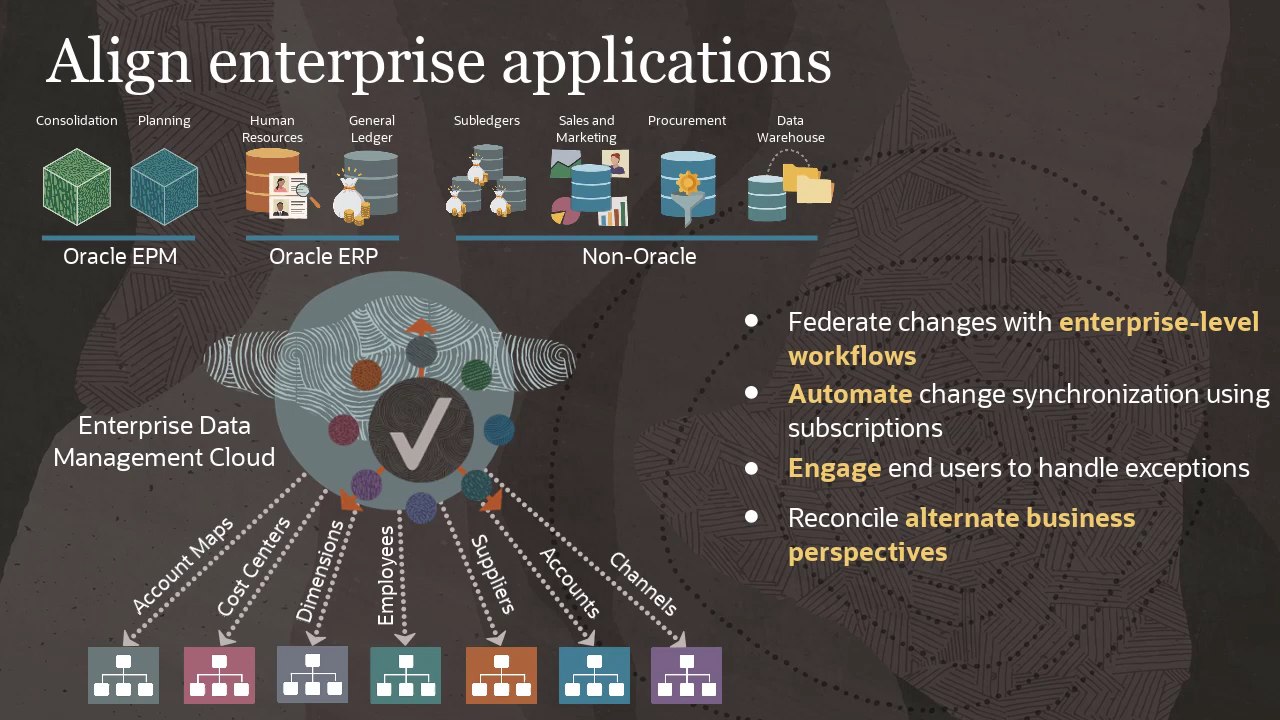 Align enterprise applications
Consolidation
Planning
Human
Resources
General
Ledger
Subledgers
Sales and
Marketing
Procurement
Data
Warehouse
Oracle EPM
Oracle ERP
Non-Oracle
Enterprise Data
Management Cloud
Account Maps
Cost Centers
Dimensions
Employees
Suppliers
Accounts
Channels
• Federate changes with enterprise-level
workflows
• Automate change synchronization using
subscriptions
• Engage end users to handle exceptions
• Reconcile alternate business
perspectives